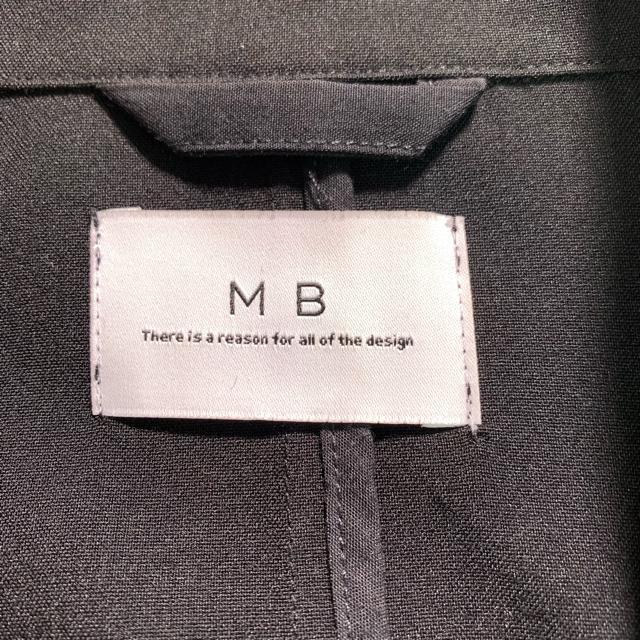 M B
There is a reason for all of the design